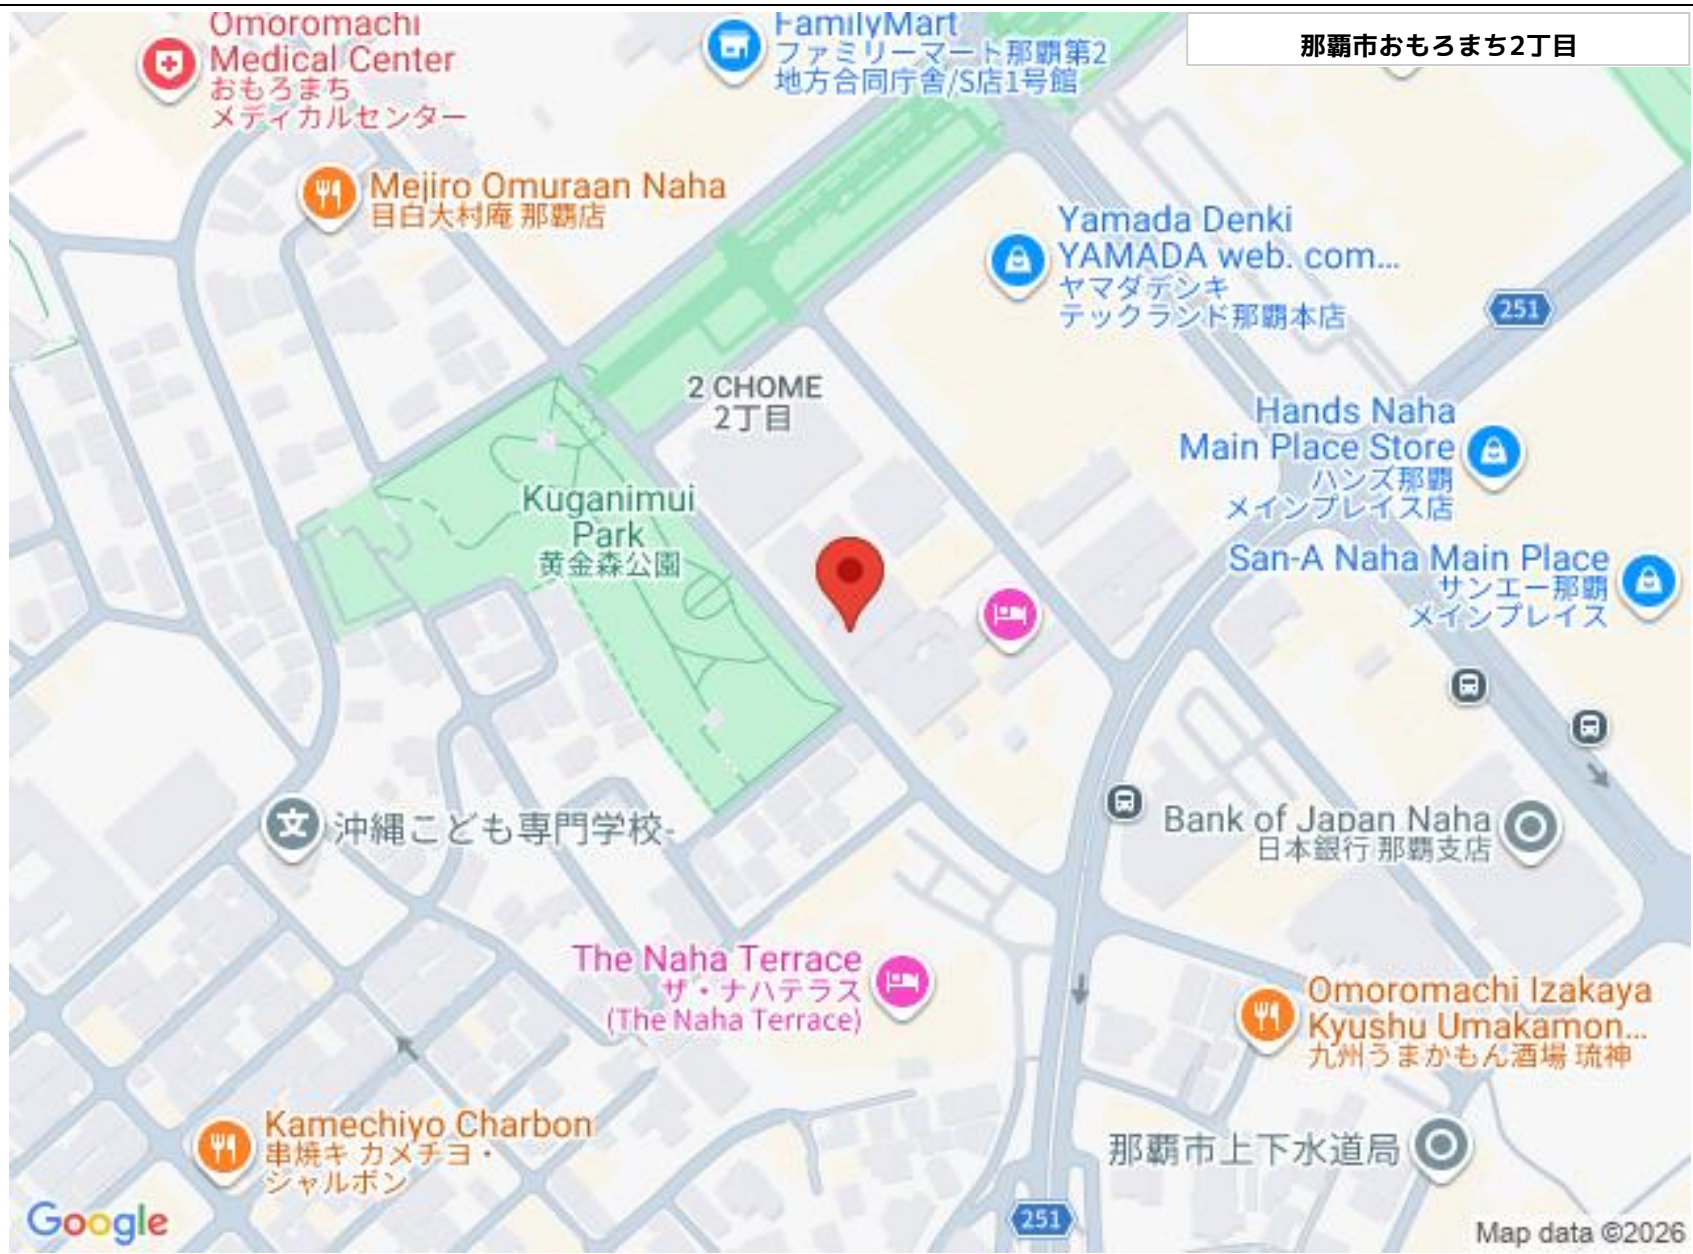 Omoromachi
Medical Center
おもろまち
メディカルセンター
FamilyMart
ファミリーマート那覇第2
地方合同庁舎/S店1号館
那覇市おもろまち2丁目
Mejiro Omuraan Naha
目白大村庵 那覇店
Yamada Denki
YAMADA web. com...
ヤマダデンキ
テックランド那覇本店
251
2 CHOME
2丁目
Hands Naha
Main Place Store
ハンズ那覇
メインプレイス店
Kuganimui
Park
黄金森公園
San-A Naha Main Place
サンエー那覇
メインプレイス
沖縄こども専門学校
Bank of Japan Naha
日本銀行 那覇支店
The Naha Terrace
ザ・ナハテラス
(The Naha Terrace)
Omoromachi Izakaya
Kyushu Umakamon...
九州うまかもん酒場 琉神
Kamechiyo Charbon
串焼キ カメチヨ・
シャルボン
那覇市上下水道局
251
Google
Map data ©2026